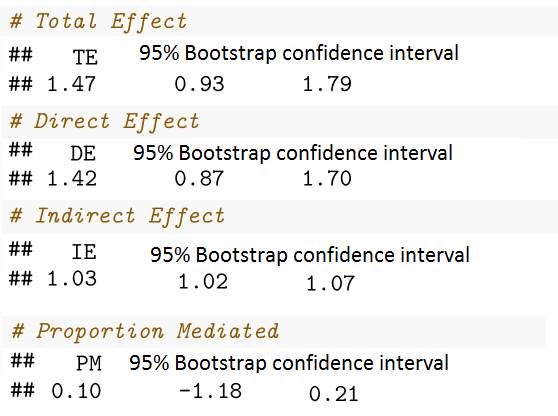 # Total Effect
## TE 95% Bootstrap confidence interval
## 1.47 0.93 1.79
# Direct Effect
## DE 95% Bootstrap confidence interval
## 1.42 0.87 1.70
# Indirect Effect
## IE 95% Bootstrap confidence interval
## 1.03 1.02 1.07
# Proportion Mediated
## PM 95% Bootstrap confidence interval
## 0.10 -1.18 0.21